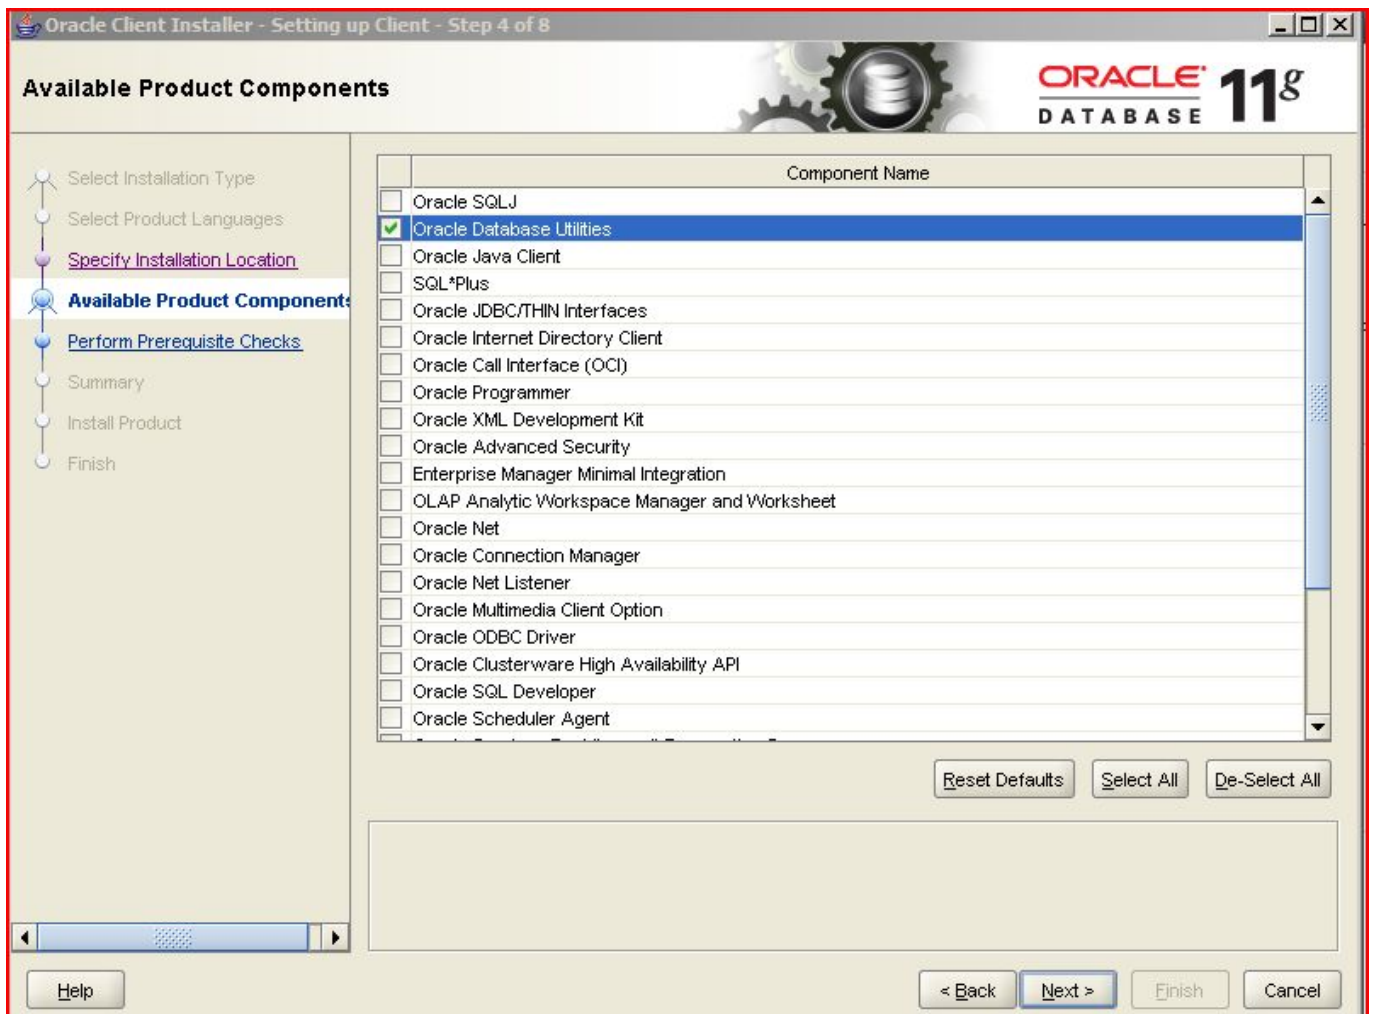 Oracle Client Installer - Setting up Client - Step 4 of 8
Available Product Components
ORACLE
DATABASE
11g
Select Installation Type
Select Product Languages
Specify Installation Location
Available Product Components
Perform Prerequisite Checks
Summary
Install Product
Finish
Component Name
Oracle SQLJ
Oracle Database Utilities
Oracle Java Client
SQL*Plus
Oracle JDBC/THIN Interfaces
Oracle Internet Directory Client
Oracle Call Interface (OCI)
Oracle Programmer
Oracle XML Development Kit
Oracle Advanced Security
Enterprise Manager Minimal Integration
OLAP Analytic Workspace Manager and Worksheet
Oracle Net
Oracle Connection Manager
Oracle Net Listener
Oracle Multimedia Client Option
Oracle ODBC Driver
Oracle Clusterware High Availability API
Oracle SQL Developer
Oracle Scheduler Agent
Reset Defaults
Select All
De-Select All
Help
< Back
Next >
Finish
Cancel